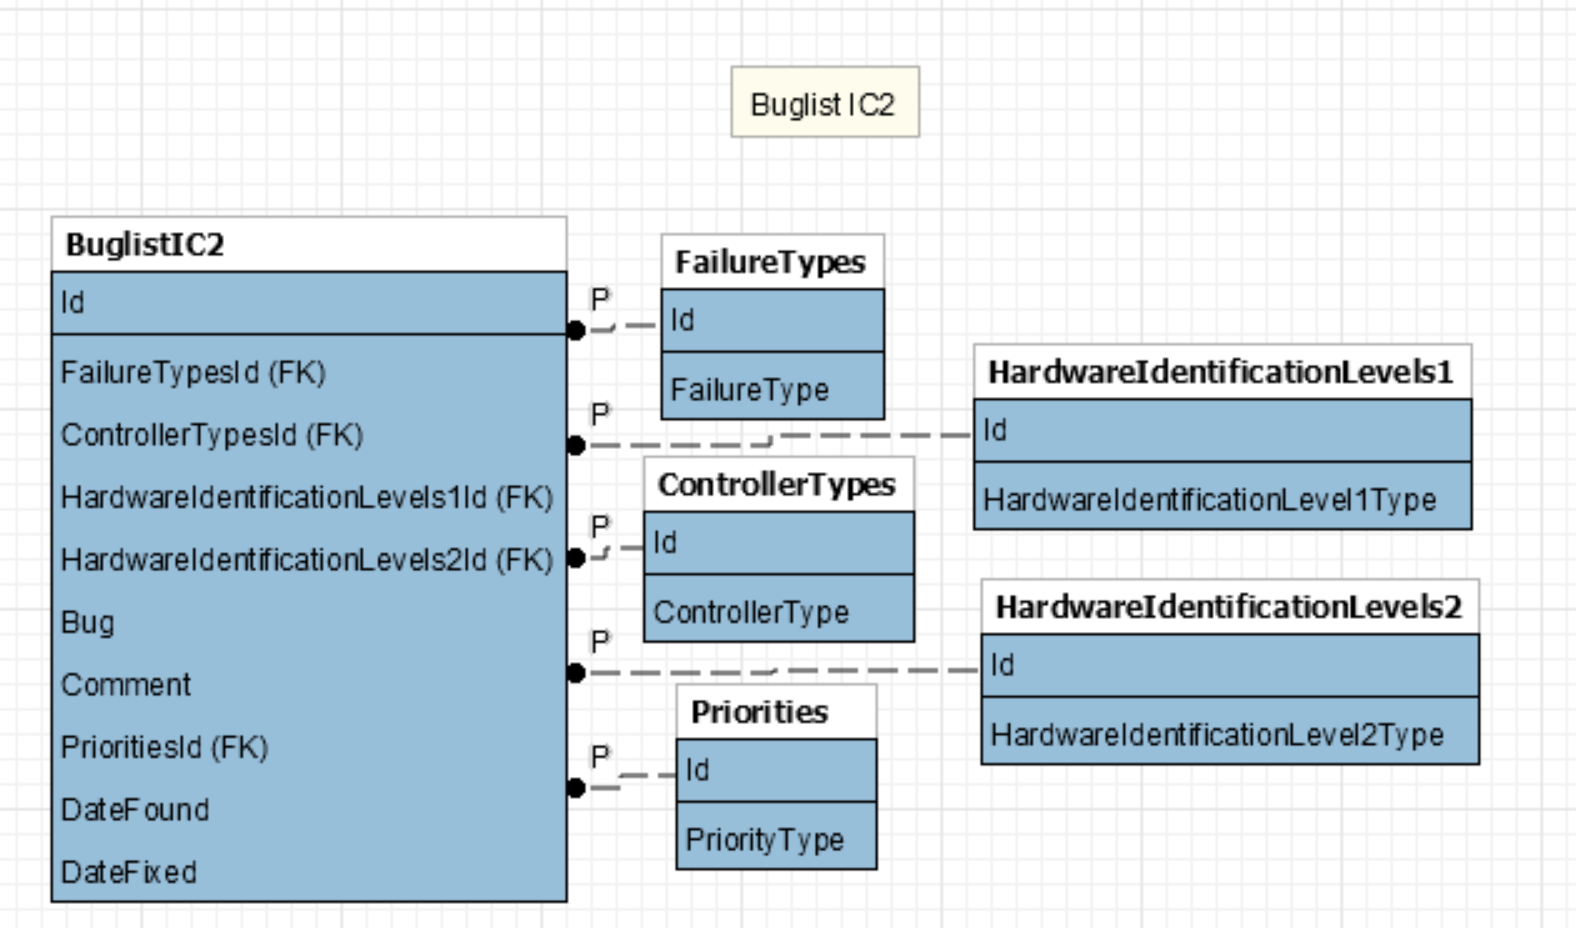 Buglist IC2
BuglistIC2
Id
FailureTypesId (FK)
ControllerTypesId (FK)
HardwareIdentificationLevels1Id (FK)
HardwareIdentificationLevels2Id (FK)
Bug
Comment
PrioritiesId (FK)
DateFound
DateFixed
P
P
P
P
P
FailureTypes
Id
FailureType
ControllerTypes
Id
ControllerType
Priorities
Id
PriorityType
HardwareIdentificationLevels1
Id
HardwareIdentificationLevel1Type
HardwareIdentificationLevels2
Id
HardwareIdentificationLevel2Type